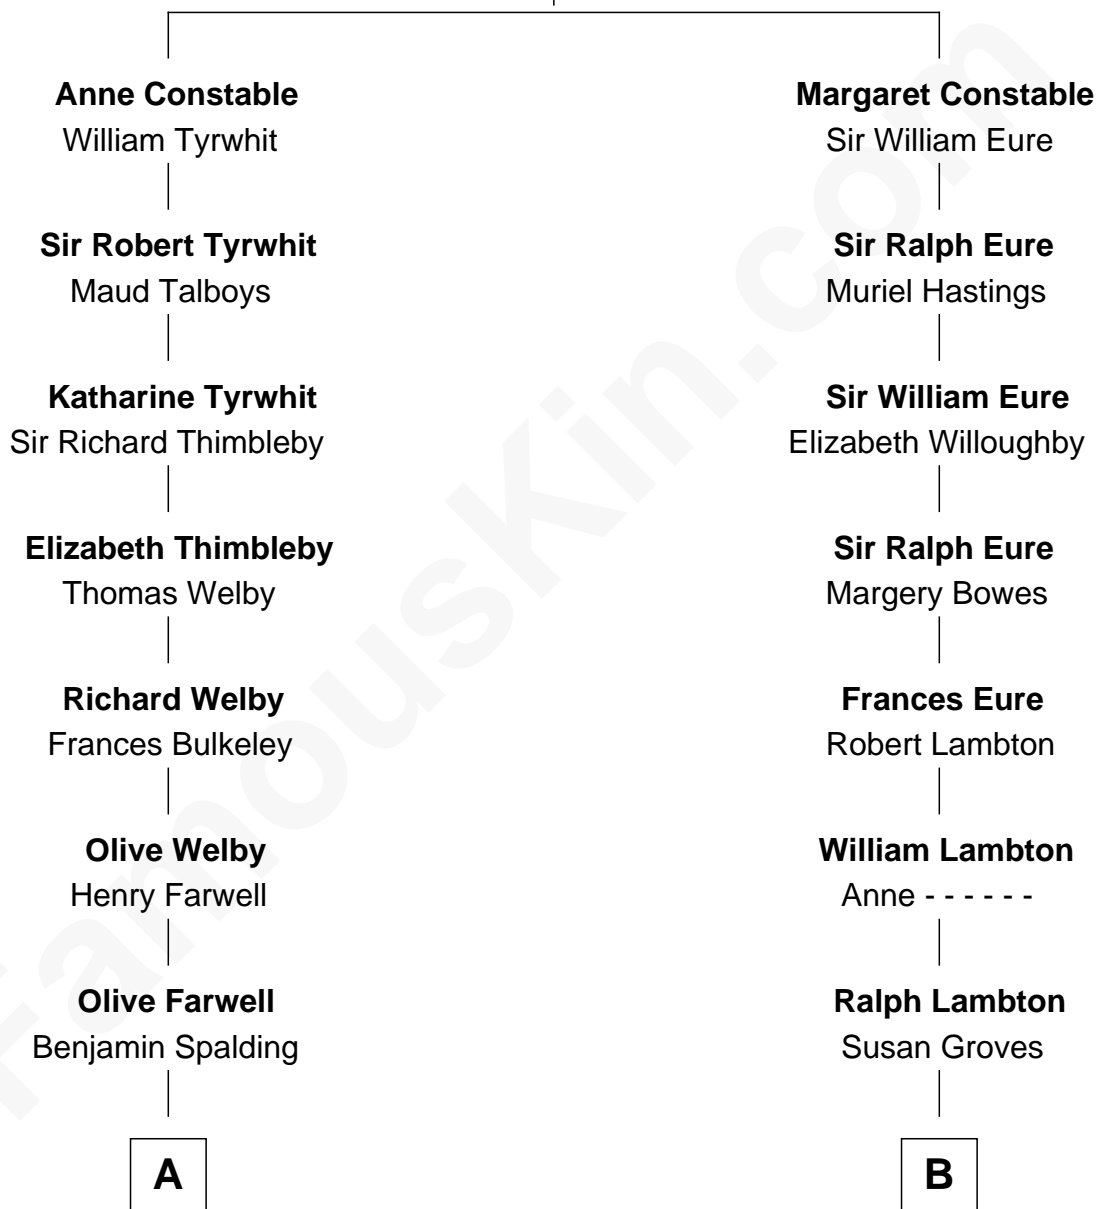 Anne Constable
William Tyrwhit
Margaret Constable
Sir William Eure
Sir Robert Tyrwhit
Maud Talboys
Sir Ralph Eure
Muriel Hastings
Katharine Tyrwhit
Sir Richard Thimbleby
Sir William Eure
Elizabeth Willoughby
Elizabeth Thimbleby
Thomas Welby
Sir Ralph Eure
Margery Bowes
Richard Welby
Frances Bulkeley
Frances Eure
Robert Lambton
Olive Welby
Henry Farwell
William Lambton
Anne - - - - - -
Olive Farwell
Benjamin Spalding
Ralph Lambton
Susan Groves
A
B
FamousKin.com